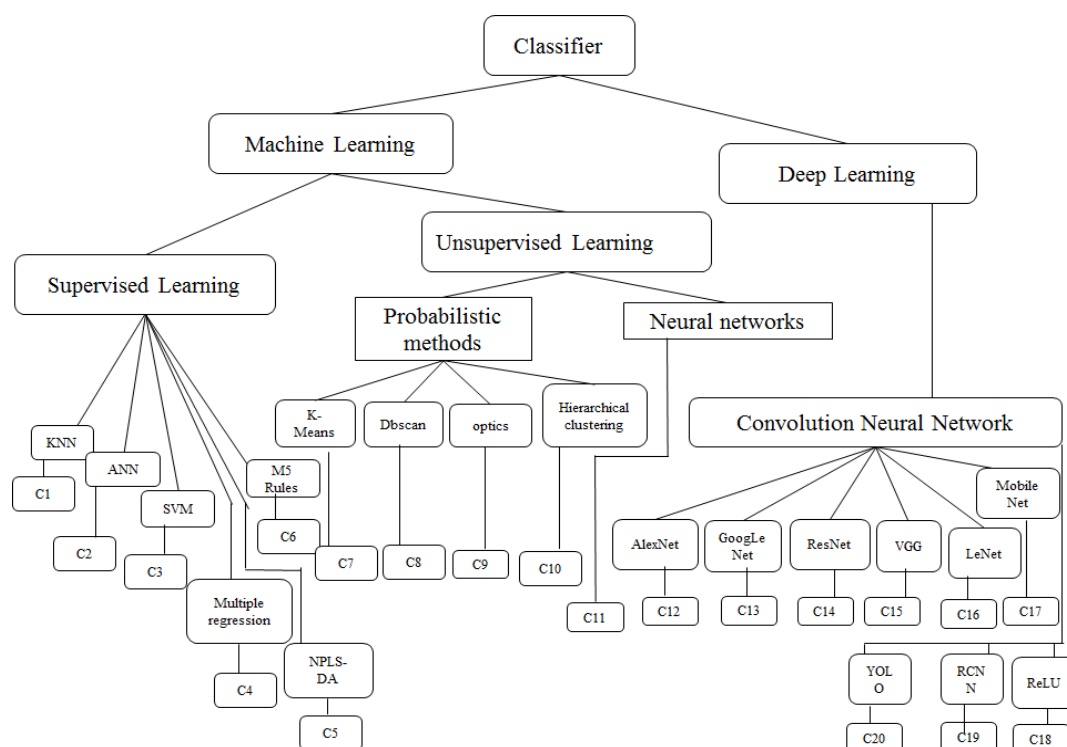 Classifier
Machine Learning
Deep Learning
Unsupervised Learning
Supervised Learning
Probabilistic
methods
Neural networks
K-
Means
Dbscan
optics
Hierarchical
clustering
Convolution Neural Network
KNN
ANN
SVM
M5
Rules
Multiple
regression
NPLS-
DA
C1
C2
C3
C4
C5
C6
C7
C8
C9
C10
C11
AlexNet
GoogLe
Net
ResNet
VGG
LeNet
Mobile
Net
C12
C13
C14
C15
C16
C17
YOL
O
RCN
N
ReLU
C20
C19
C18